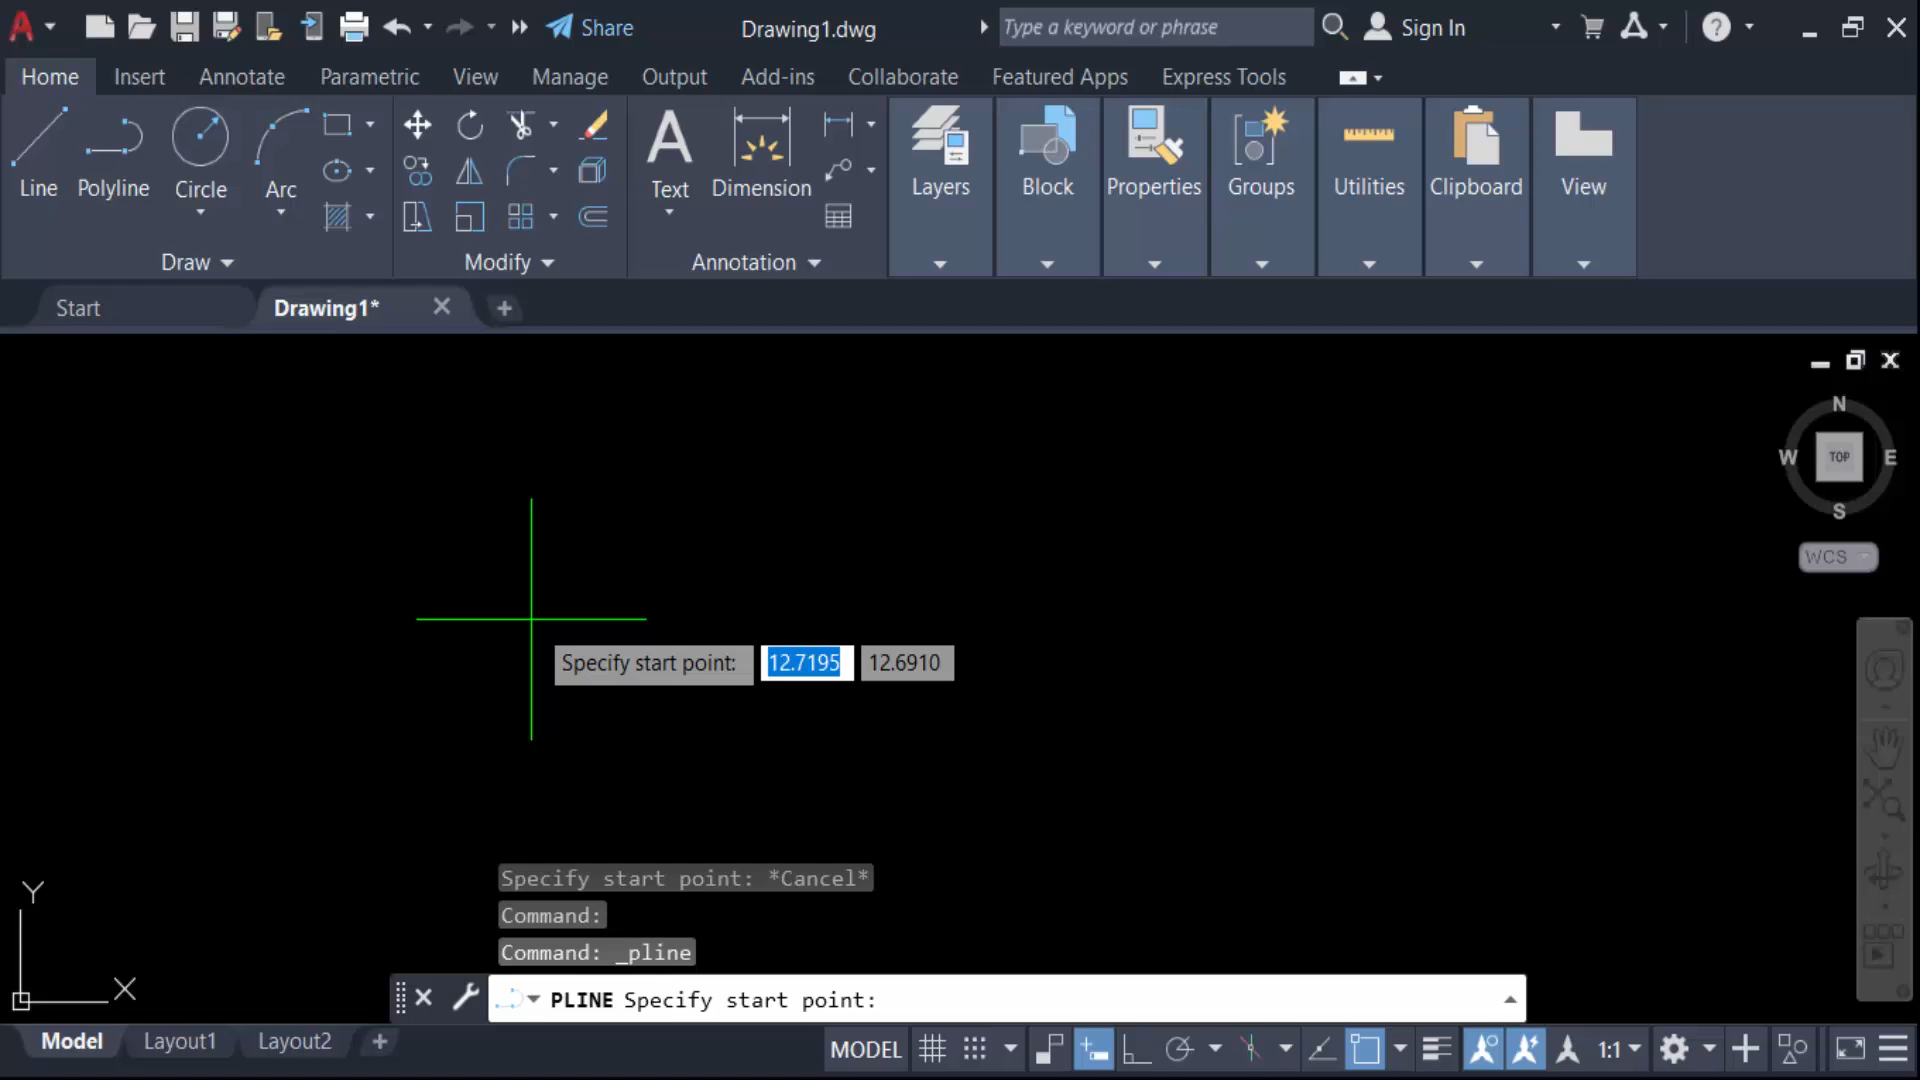 Share
Drawing1.dwg
Type a keyword or phrase
Sign In
Home Insert Annotate Parametric View Manage Output Add-ins Collaborate Featured Apps Express Tools
Line Polyline Circle Arc
Text Dimension
Layers Block Properties Groups Utilities Clipboard View
Draw Modify Annotation
Start Drawing1*
N
W TOP E
S
WCS
Specify start point: 12.7195 12.6910
Specify start point: *Cancel*
Command:
Command: _pline
Y
X
PLINE Specify start point:
Model Layout1 Layout2
MODEL
1:1